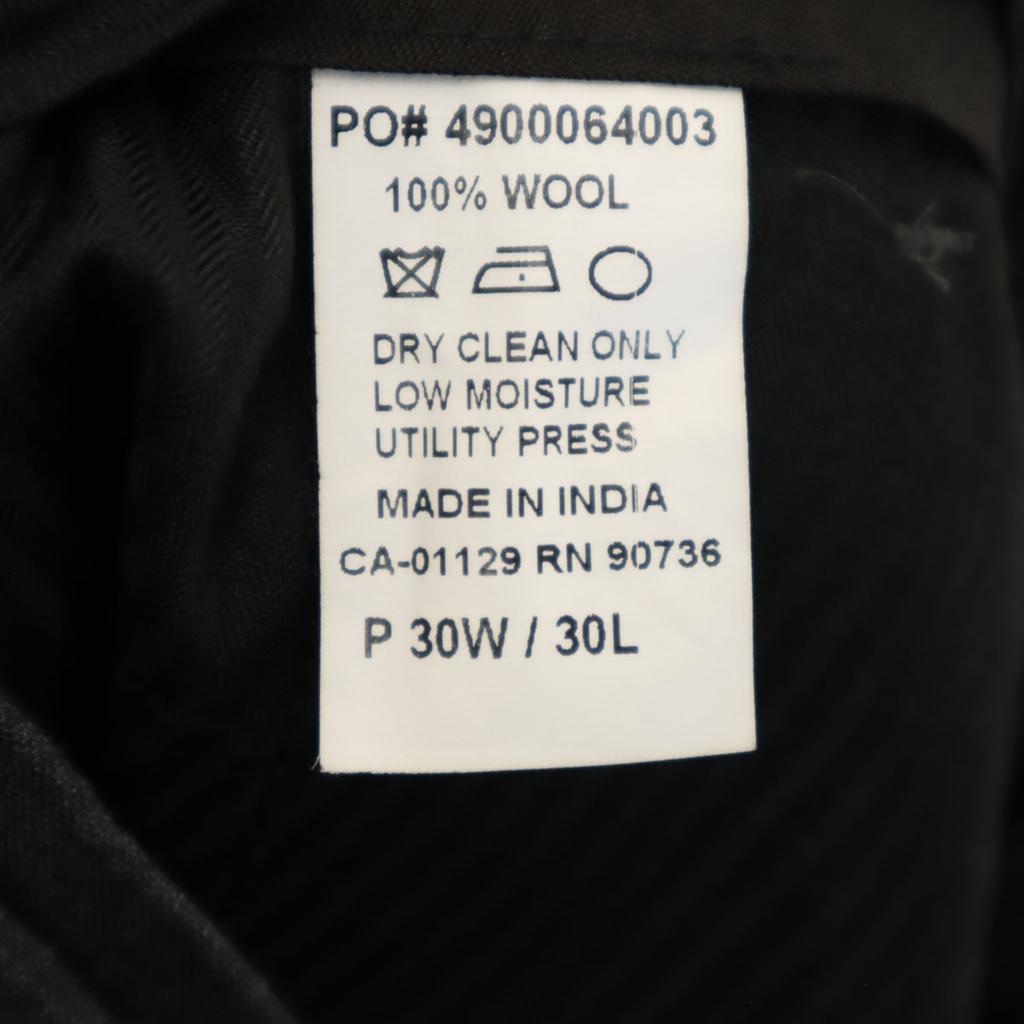 PO# 4900064003
100% WOOL
DRY CLEAN ONLY
LOW MOISTURE
UTILITY PRESS
MADE IN INDIA
CA-01129 RN 90736
P 30W / 30L